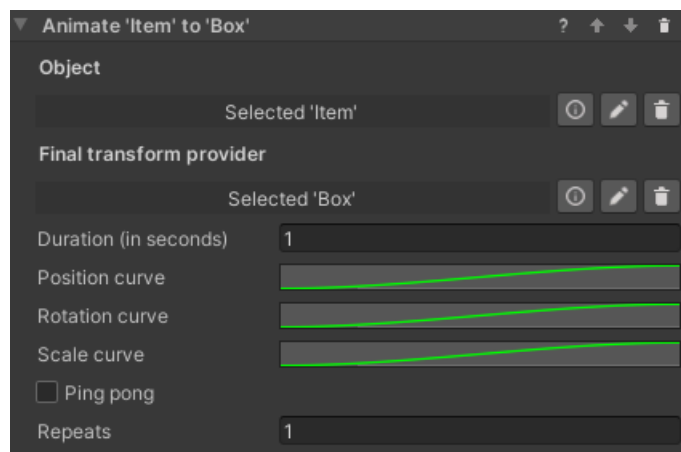 Animate 'Item' to 'Box' ?
Object
Selected 'Item'
Final transform provider
Selected 'Box'
Duration (in seconds) 1
Position curve
Rotation curve
Scale curve
Ping pong
Repeats 1